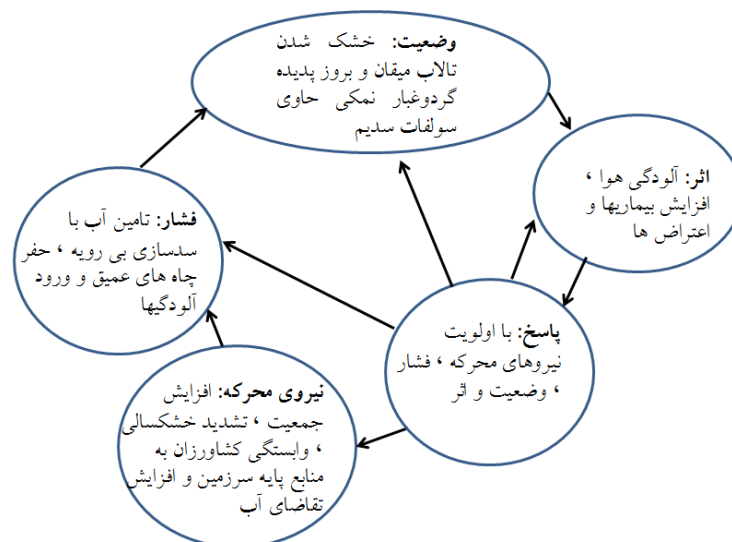 وضعیت: خشک شدن
تالاب میقان و بروز پدیده
گردوغبار نمکی حاوی
سولفات سدیم
اثر: آلودگی هوا ،
افزایش بیماریها و
اعتراض ها
فشار: تامین آب با
سدسازی بی رویه ، حفر
چاه های عمیق و ورود
آلودگیها
پاسخ: با اولویت
نیروهای محرکه ، فشار
، وضعیت و اثر
نیروی محرکه: افزایش
جمعیت ، تشدید خشکسالی
، وابستگی کشاورزان به
منابع پایه سرزمین و افزایش
تقاضای آب